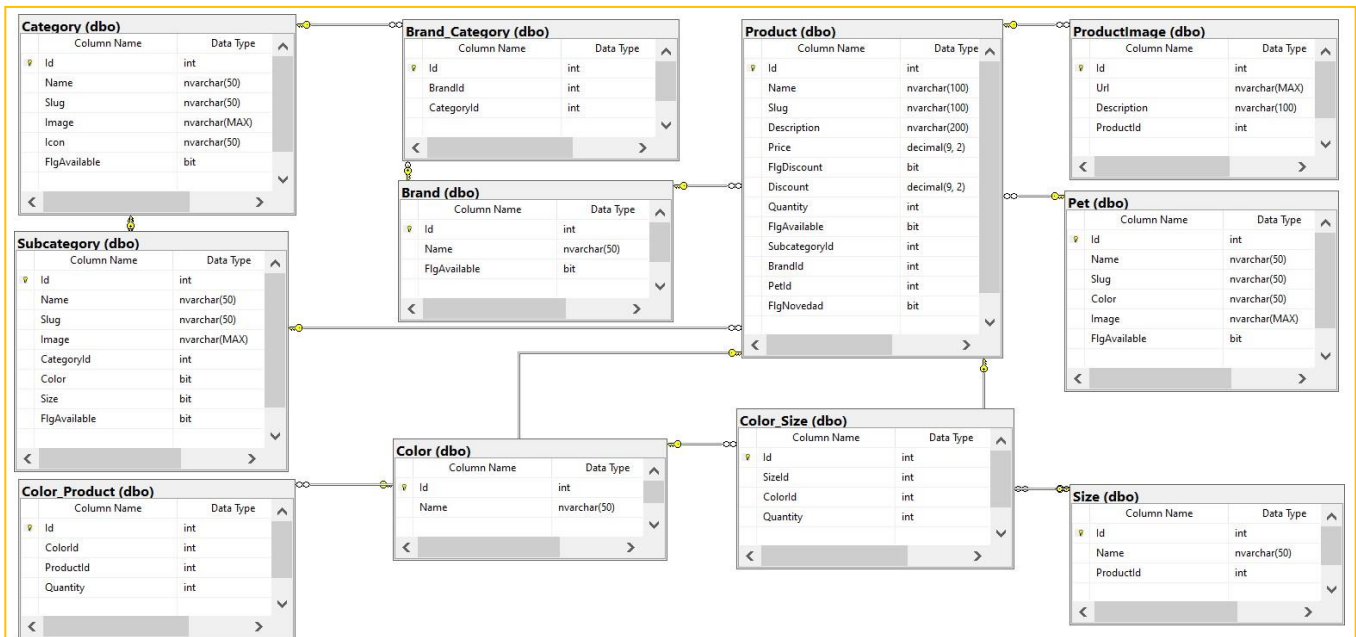 Category (dbo)
Column Name Data Type
Id int
Name nvarchar(50)
Slug nvarchar(50)
Image nvarchar(MAX)
Icon nvarchar(50)
FlgAvailable bit
Brand_Category (dbo)
Column Name Data Type
Id int
BrandId int
CategoryId int
Product (dbo)
Column Name Data Type
Id int
Name nvarchar(100)
Slug nvarchar(100)
Description nvarchar(200)
Price decimal(9, 2)
FlgDiscount bit
Discount decimal(9, 2)
Quantity int
FlgAvailable bit
SubcategoryId int
BrandId int
PetId int
FlgNovedad bit
ProductImage (dbo)
Column Name Data Type
Id int
Url nvarchar(MAX)
Description nvarchar(100)
ProductId int
Brand (dbo)
Column Name Data Type
Id int
Name nvarchar(50)
FlgAvailable bit
Pet (dbo)
Column Name Data Type
Id int
Name nvarchar(50)
Slug nvarchar(50)
Color nvarchar(50)
Image nvarchar(MAX)
FlgAvailable bit
Subcategory (dbo)
Column Name Data Type
Id int
Name nvarchar(50)
Slug nvarchar(50)
Image nvarchar(MAX)
CategoryId int
Color bit
Size bit
FlgAvailable bit
Color (dbo)
Column Name Data Type
Id int
Name nvarchar(50)
Color_Size (dbo)
Column Name Data Type
Id int
SizeId int
ColorId int
Quantity int
Color_Product (dbo)
Column Name Data Type
Id int
ColorId int
ProductId int
Quantity int
Size (dbo)
Column Name Data Type
Id int
Name nvarchar(50)
ProductId int